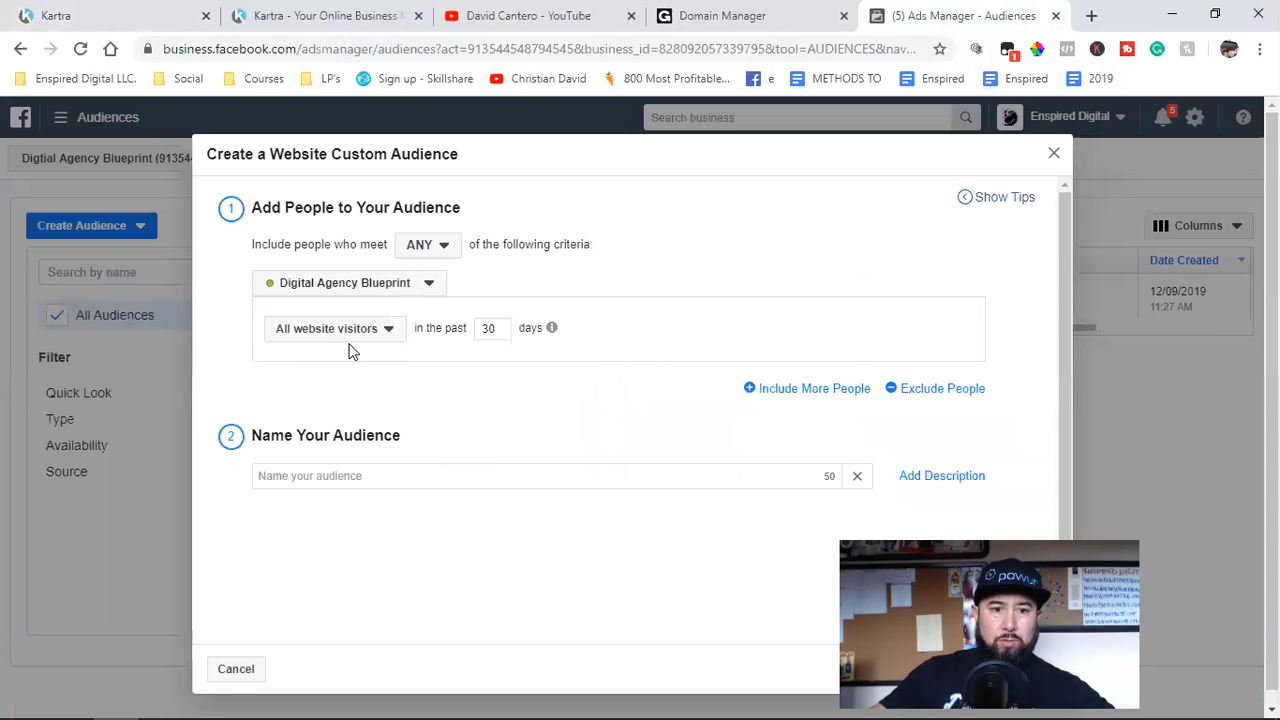 Kartra
Kartra - Your Online Business
David Cantero - YouTube
Domain Manager
(5) Ads Manager - Audiences
business.facebook.com/adsmanager/audiences?act=913544548794545&business_id=828092057339795&tool=AUDIENCES&nav...
Enspired Digital LLC.
Social
Courses
LP's
Sign up - Skillshare
Christian David
800 Most Profitable...
e
METHODS TO
Enspired
Enspired
2019
Audiences
Search business
Enspired Digital
5
Digtial Agency Blueprint (91354
Create Audience
Columns
Search by name
All Audiences
Filter
Quick Look
Type
Availability
Source
Date Created
12/09/2019
11:27 AM
Create a Website Custom Audience
Show Tips
1 Add People to Your Audience
Include people who meet ANY of the following criteria:
Digital Agency Blueprint
All website visitors in the past 30 days
Include More People Exclude People
2 Name Your Audience
Name your audience 50 Add Description
Cancel
powur